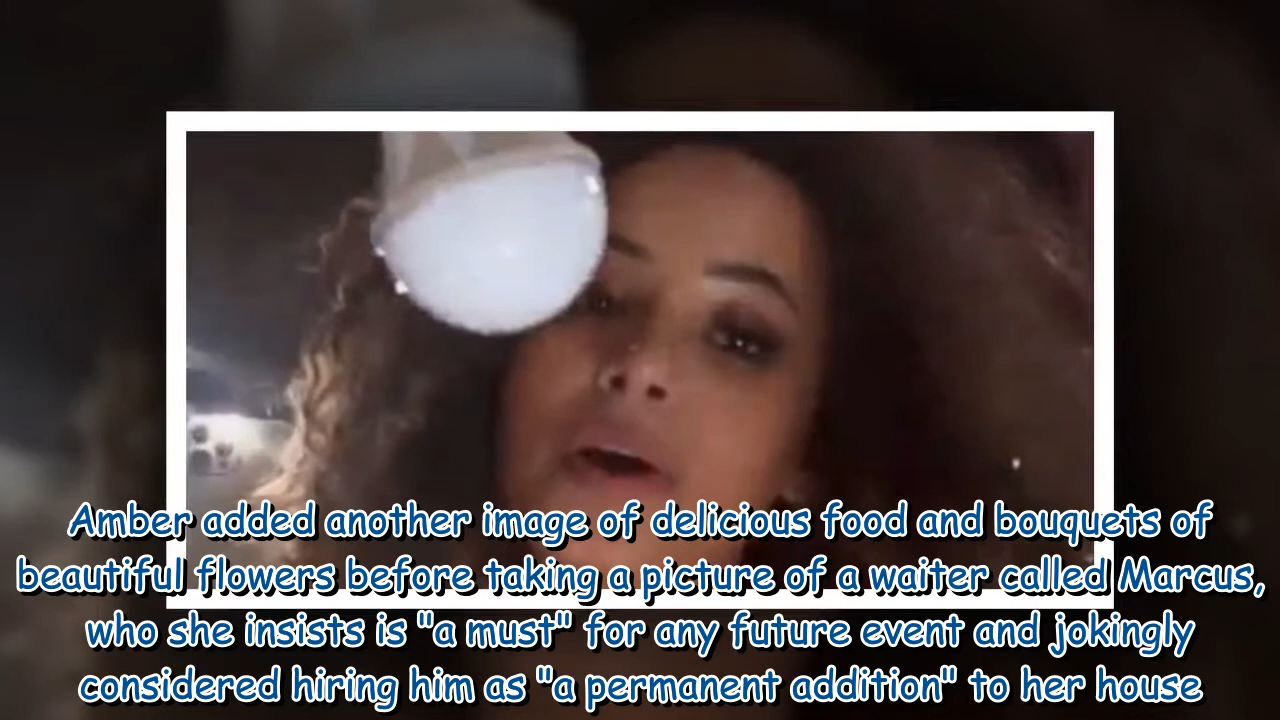 Amber added another image of delicious food and bouquets of
beautiful flowers before taking a picture of a waiter called Marcus,
who she insists is "a must" for any future event and jokingly
considered hiring him as "a permanent addition" to her house